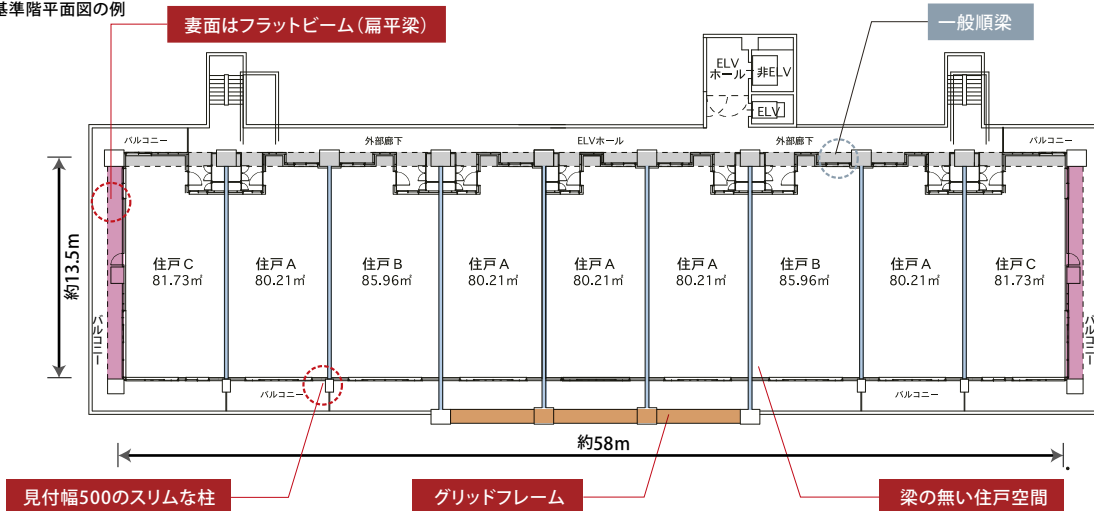 基準階平面図の例
妻面はフラットビーム(扁平梁)
一般順梁
ELV
ホール
非ELV
ELV
バルコニー
外部廊下
ELVホール
外部廊下
バルコニー
約13.5m
住戸C
81.73㎡
住戸A
80.21㎡
住戸B
85.96㎡
住戸A
80.21㎡
住戸A
80.21㎡
住戸A
80.21㎡
住戸B
85.96㎡
住戸A
80.21㎡
住戸C
81.73㎡
バルコニー
バルコニー
バルコニー
バルコニー
約58m
見付幅500のスリムな柱
グリッドフレーム
梁の無い住戸空間